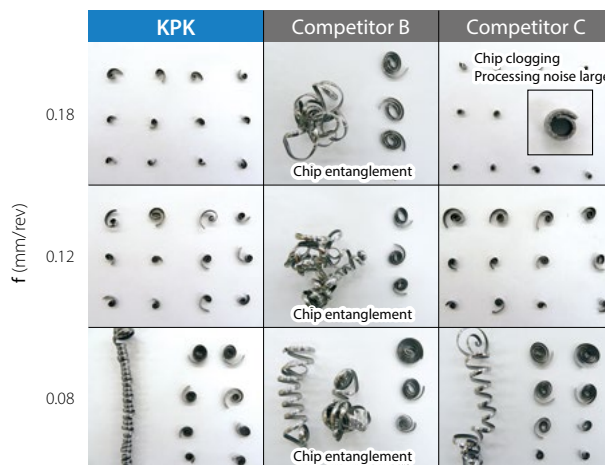 KPK
Competitor B
Competitor C
Chip clogging
Processing noise large
0.18
Chip entanglement
f (mm/rev)
0.12
Chip entanglement
0.08
Chip entanglement